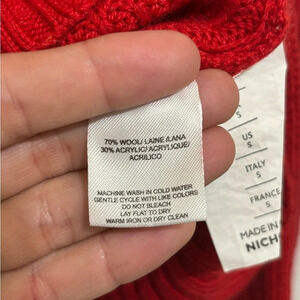 70% WOOL/ LAINE /LANA
30% ACRYLIC/ ACRYLIQUE/
ACRILICO
MACHINE WASH IN COLD WATER
GENTLE CYCLE WITH LIKE COLORS
DO NOT BLEACH
LAY FLAT TO DRY
WARM IRON OR DRY CLEAN
S
US
S
ITALY
S
FRANCE
S
MADE IN
NICH